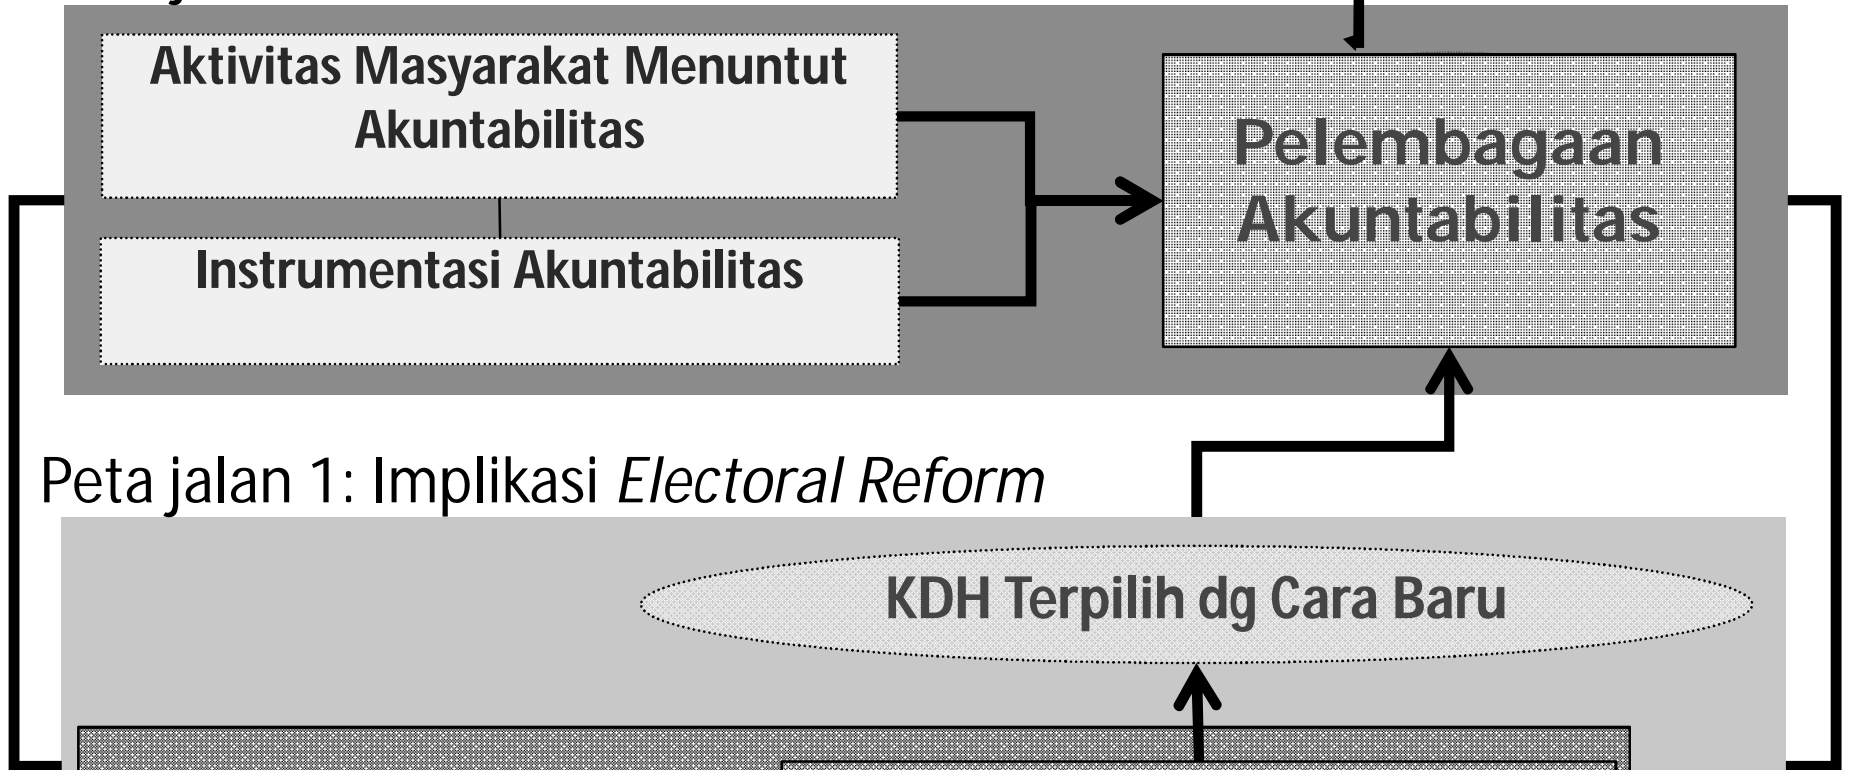 Aktivitas Masyarakat Menuntut
Akuntabilitas
Instrumentasi Akuntabilitas
Pelembagaan
Akuntabilitas
Peta jalan 1: Implikasi Electoral Reform
KDH Terpilih dg Cara Baru